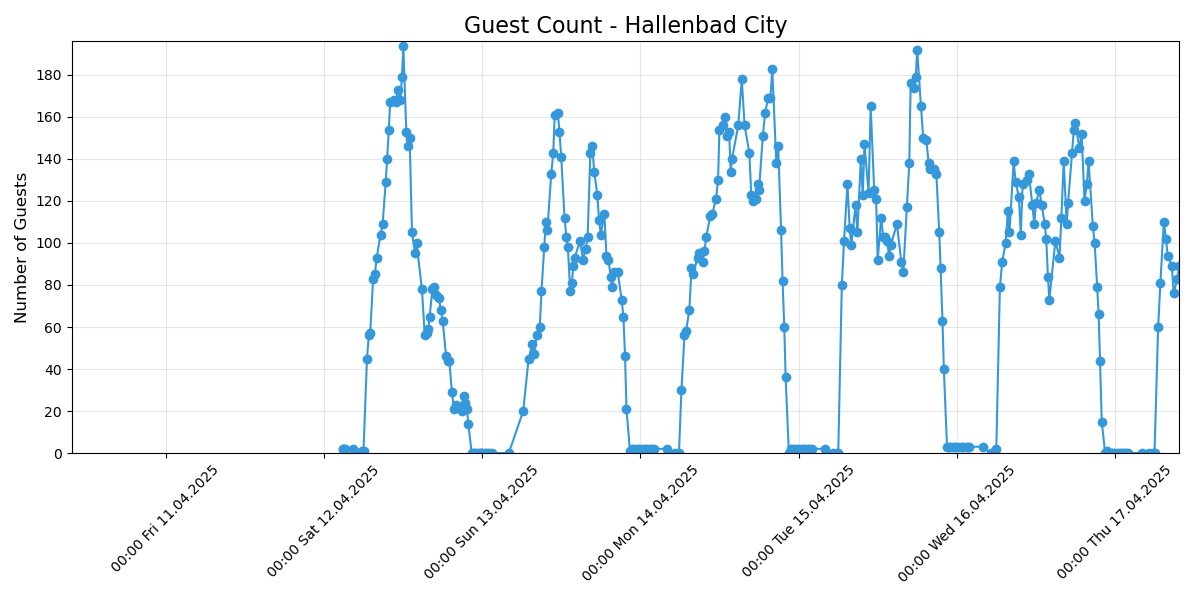 Guest Count - Hallenbad City
Number of Guests
180
160
140
120
100
80
60
40
20
0
00:00 Fri 11.04.2025
00:00 Sat 12.04.2025
00:00 Sun 13.04.2025
00:00 Mon 14.04.2025
00:00 Tue 15.04.2025
00:00 Wed 16.04.2025
00:00 Thu 17.04.2025